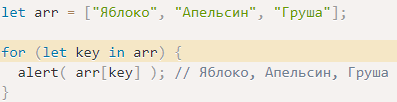 let arr = ["Яблоко", "Апельсин", "Груша"];
for (let key in arr) {
  alert( arr[key] ); // Яблоко, Апельсин, Груша
}